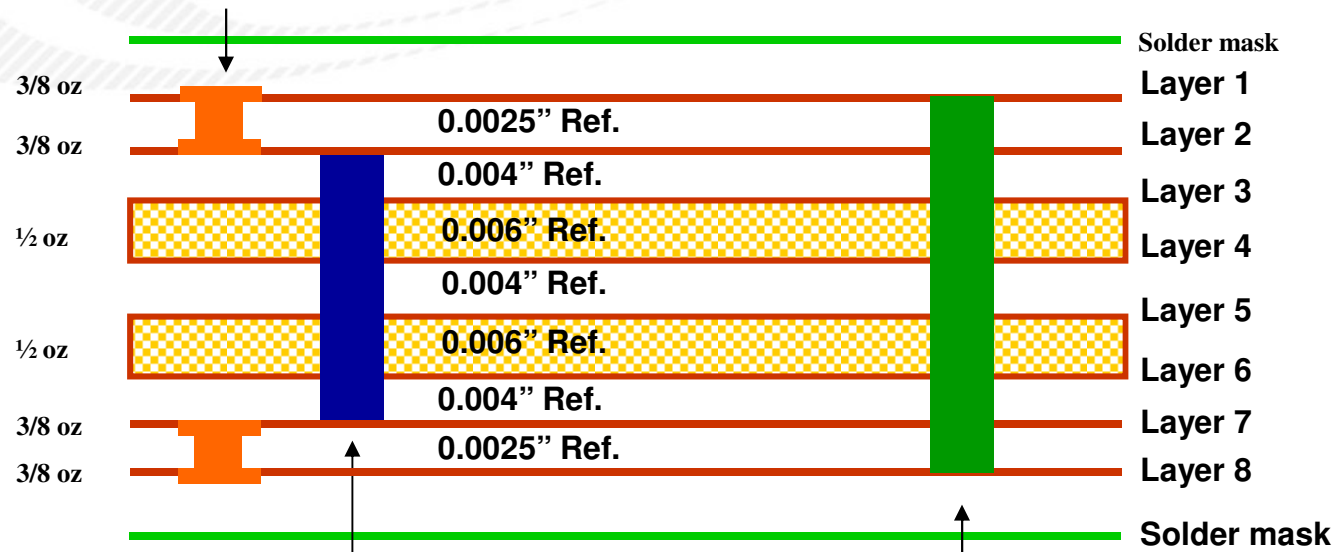 Solder mask
3/8 oz
Layer 1
0.0025” Ref.
Layer 2
3/8 oz
0.004” Ref.
Layer 3
½ oz
0.006” Ref.
Layer 4
0.004” Ref.
Layer 5
½ oz
0.006” Ref.
Layer 6
0.004” Ref.
3/8 oz
Layer 7
0.0025” Ref.
3/8 oz
Layer 8
Solder mask